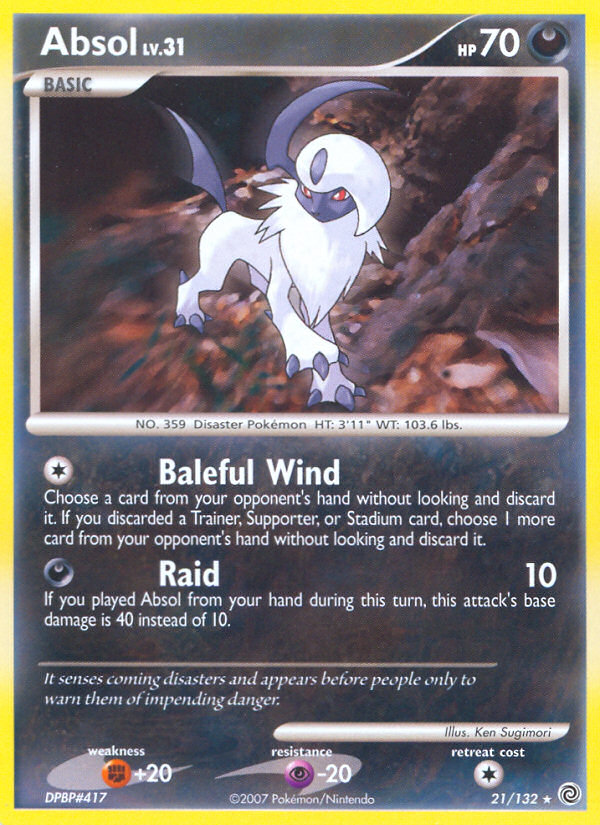 Absol LV.31
HP 70
BASIC
NO. 359 Disaster Pokémon HT: 3'11" WT: 103.6 lbs.
Baleful Wind
Choose a card from your opponent's hand without looking and discard
it. If you discarded a Trainer, Supporter, or Stadium card, choose 1 more
card from your opponent's hand without looking and discard it.
Raid 10
If you played Absol from your hand during this turn, this attack's base
damage is 40 instead of 10.
It senses coming disasters and appears before people only to
warn them of impending danger.
Illus. Ken Sugimori
weakness resistance retreat cost
+20 -20
DPBP#417 ©2007 Pokémon/Nintendo 21/132